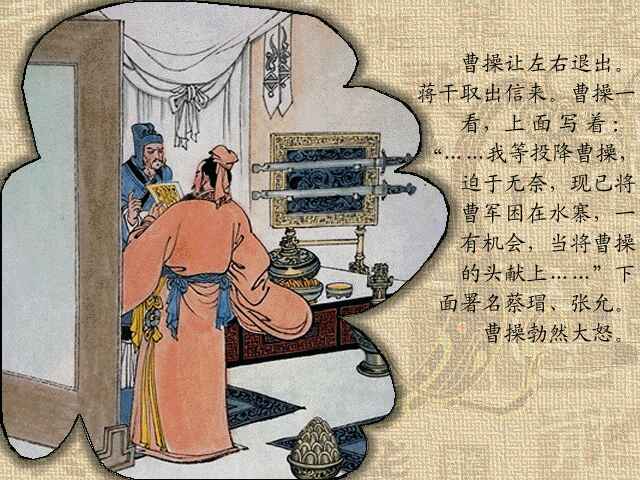 曹操让左右退出。
蒋干取出信来。曹操一
看，上面写着：
“……我等投降曹操，
迫于无奈，现已将
曹军困在水寨，一
有机会，当将曹操
的头献上……”下
面署名蔡瑁、张允。
曹操勃然大怒。